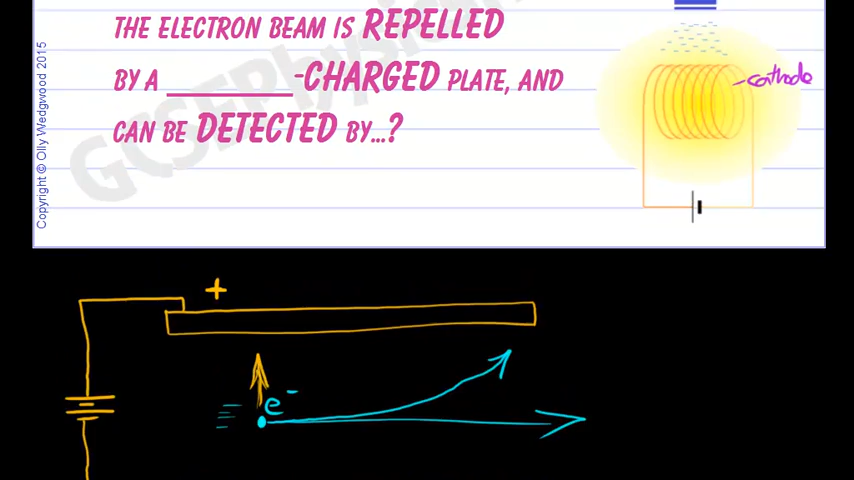 THE ELECTRON BEAM IS REPELLED
BY A ________-CHARGED PLATE, AND
CAN BE DETECTED BY...?
GCSEPhysic
Copyright © Olly Wedgwood 2015
cathode
+
e⁻